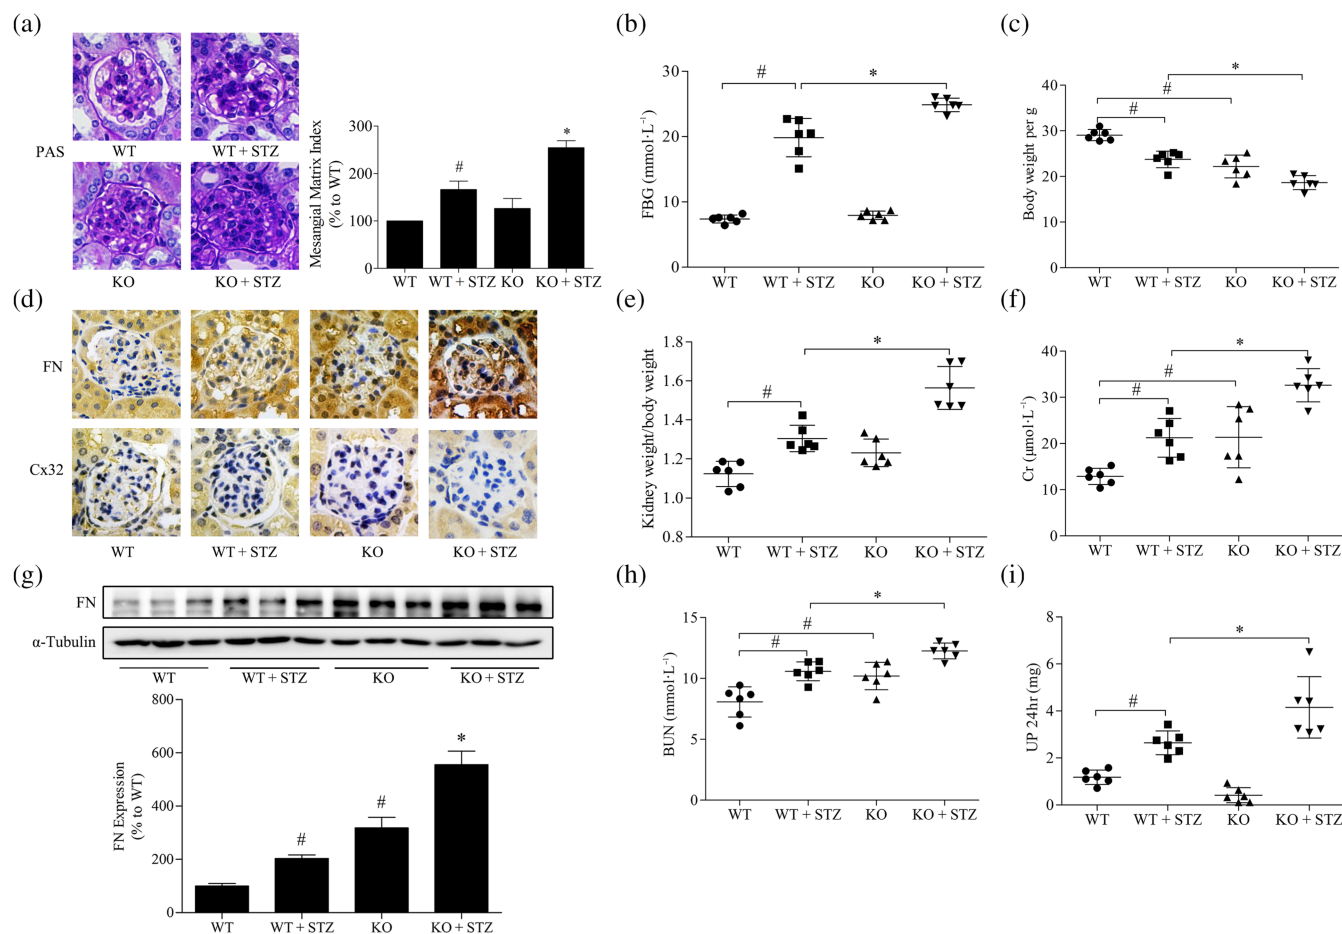 (a)
PAS
WT
WT + STZ
KO
KO + STZ
Mesangial Matrix Index
(% to WT)
300
200
100
0
#
*
WT
WT + STZ
KO
KO + STZ
(b)
FBG (mmol·L⁻¹)
30
20
10
0
#
*
WT
WT + STZ
KO
KO + STZ
(c)
Body weight per g
40
30
20
10
0
*
#
#
WT
WT + STZ
KO
KO + STZ
(d)
FN
Cx32
WT
WT + STZ
KO
KO + STZ
(e)
Kidney weight/body weight
1.8
1.6
1.4
1.2
1.0
0.8
*
#
WT
WT + STZ
KO
KO + STZ
(f)
Cr (μmol·L⁻¹)
40
30
20
10
0
*
#
#
WT
WT + STZ
KO
KO + STZ
(g)
FN
α-Tubulin
WT
WT + STZ
KO
KO + STZ
FN Expression
(% to WT)
800
600
400
200
0
#
#
*
WT
WT + STZ
KO
KO + STZ
(h)
BUN (mmol·L⁻¹)
15
10
5
0
*
#
#
WT
WT + STZ
KO
KO + STZ
(i)
UP 24hr (mg)
8
6
4
2
0
*
#
WT
WT + STZ
KO
KO + STZ